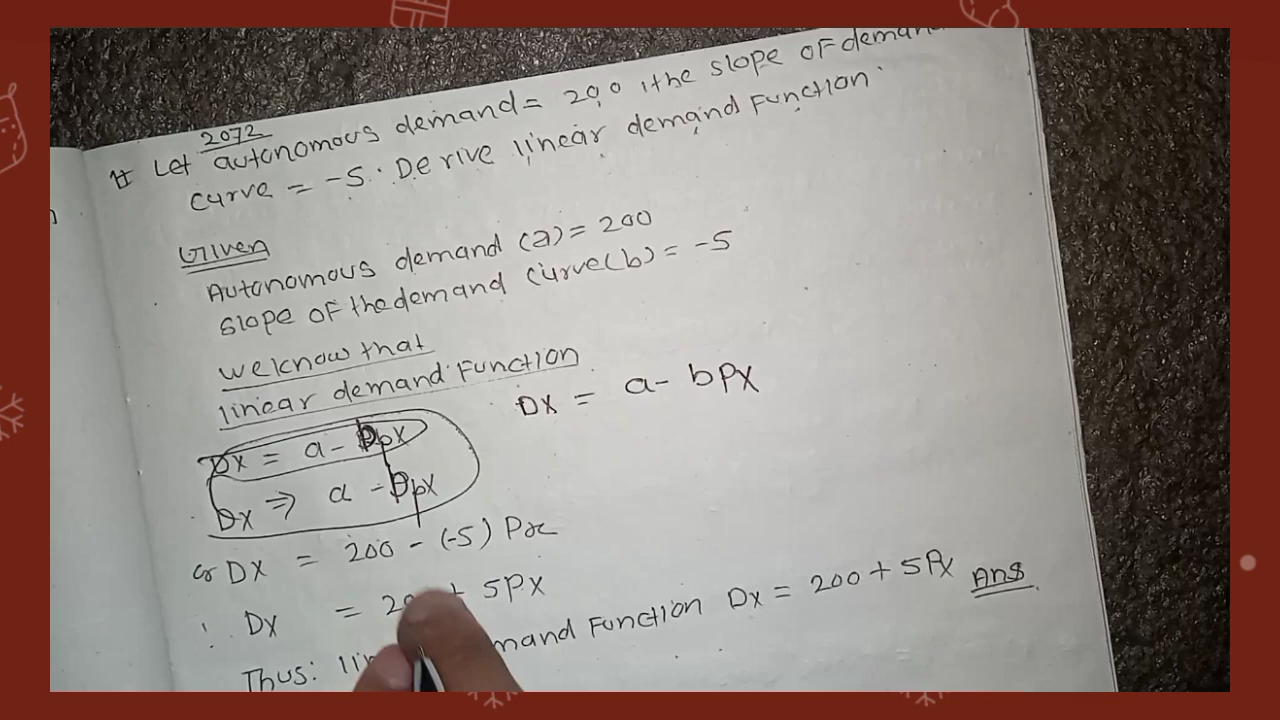 2072
# Let autonomous demand = 200, the slope of
curve = -5. Derive linear demand Function.
Given
Autonomous demand (a) = 200
Slope of the demand Curve (b) = -5
we know that
linear demand Function
Dx = a - bPx
Dx = a - bpx
Dx ⇒ a - bpx
or Dx = 200 - (-5) Px
∴ Dx = + 5Px
Thus: Function Dx = 200 + 5Px Ans